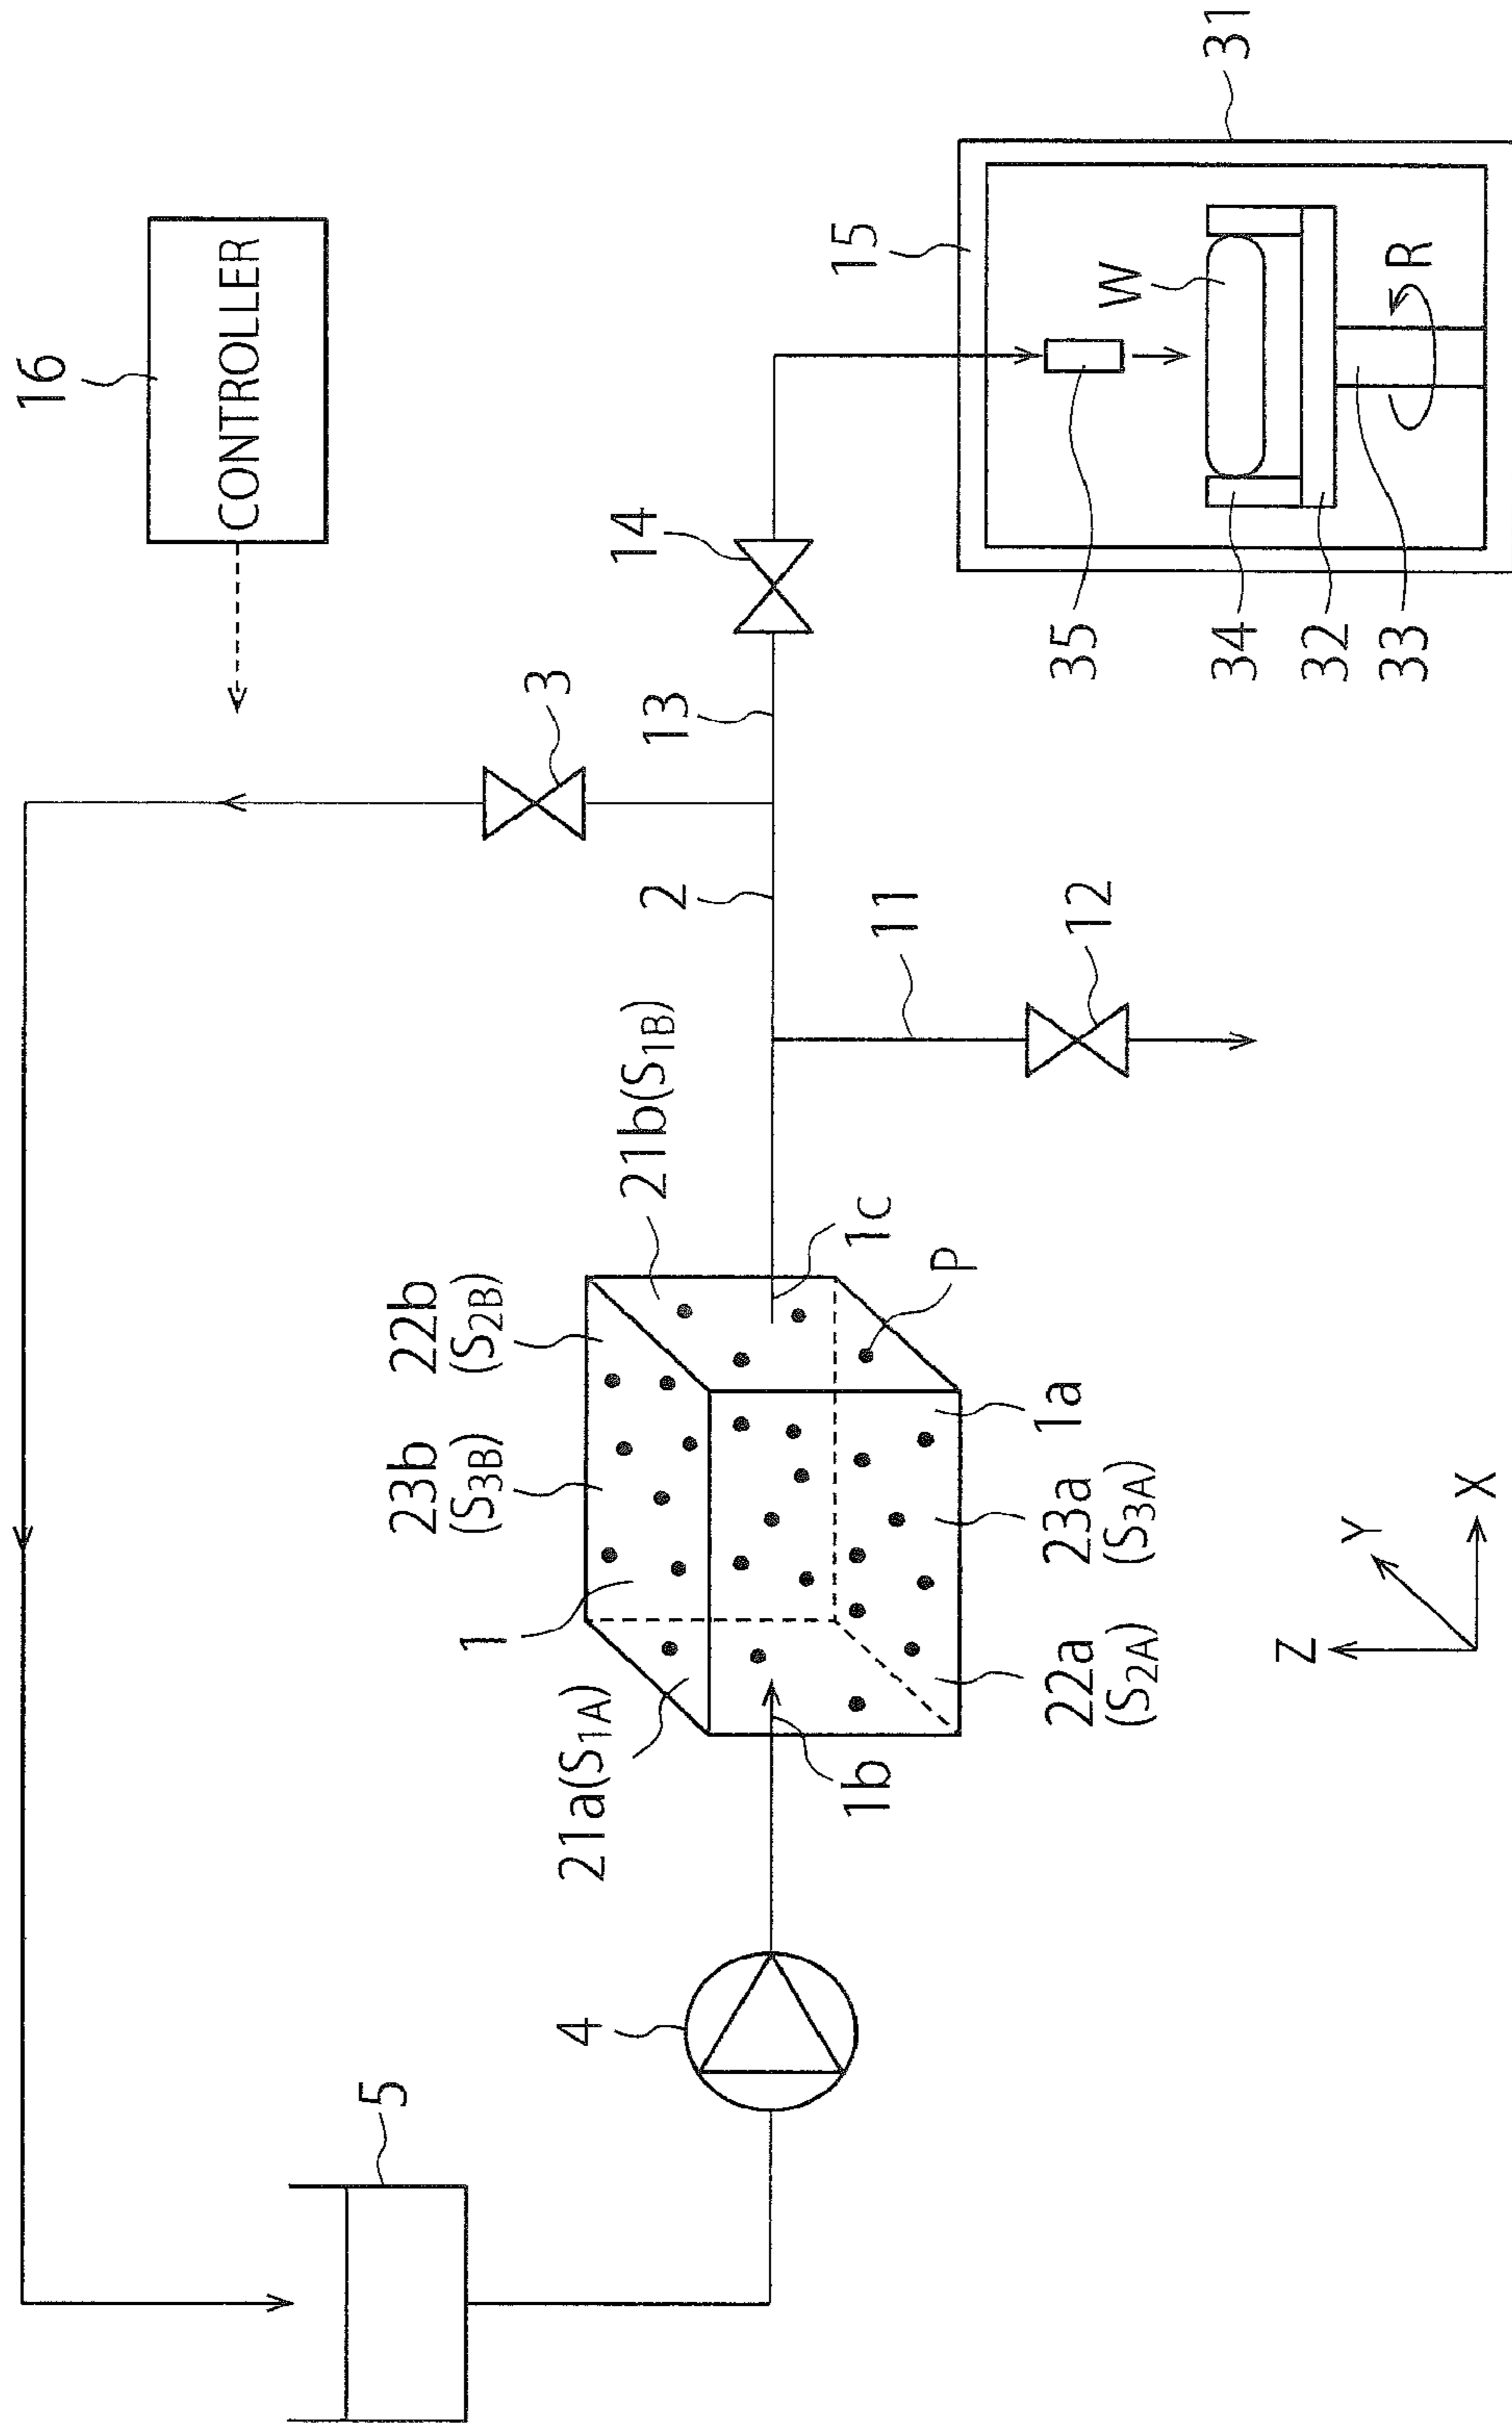 16
CONTROLLER
3
14
13
2
11
12
15
31
W
R
35
34
32
33
21b(S1B)
22b
(S2B)
23b
(S3B)
1
21a(S1A)
1c
P
1a
23a
(S3A)
22a
(S2A)
1b
4
5
Z
Y
X